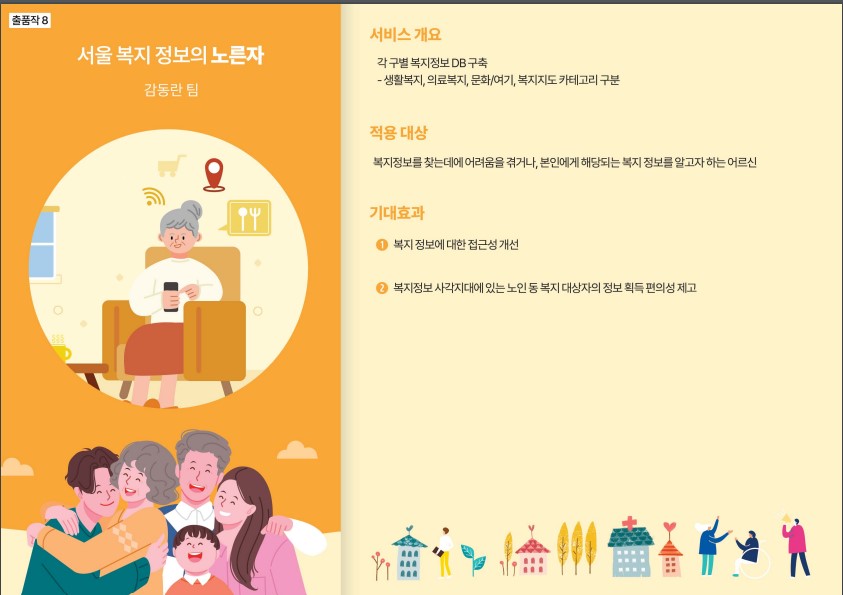 출품작 8
서울 복지 정보의 노른자
감동란 팀
서비스 개요
각 구별 복지정보 DB 구축
- 생활복지, 의료복지, 문화/여기, 복지지도 카테고리 구분
적용 대상
복지정보를 찾는데에 어려움을 겪거나, 본인에게 해당되는 복지 정보를 알고자 하는 어르신
기대효과
1 복지 정보에 대한 접근성 개선
2 복지정보 사각지대에 있는 노인 동 복지 대상자의 정보 획득 편의성 제고